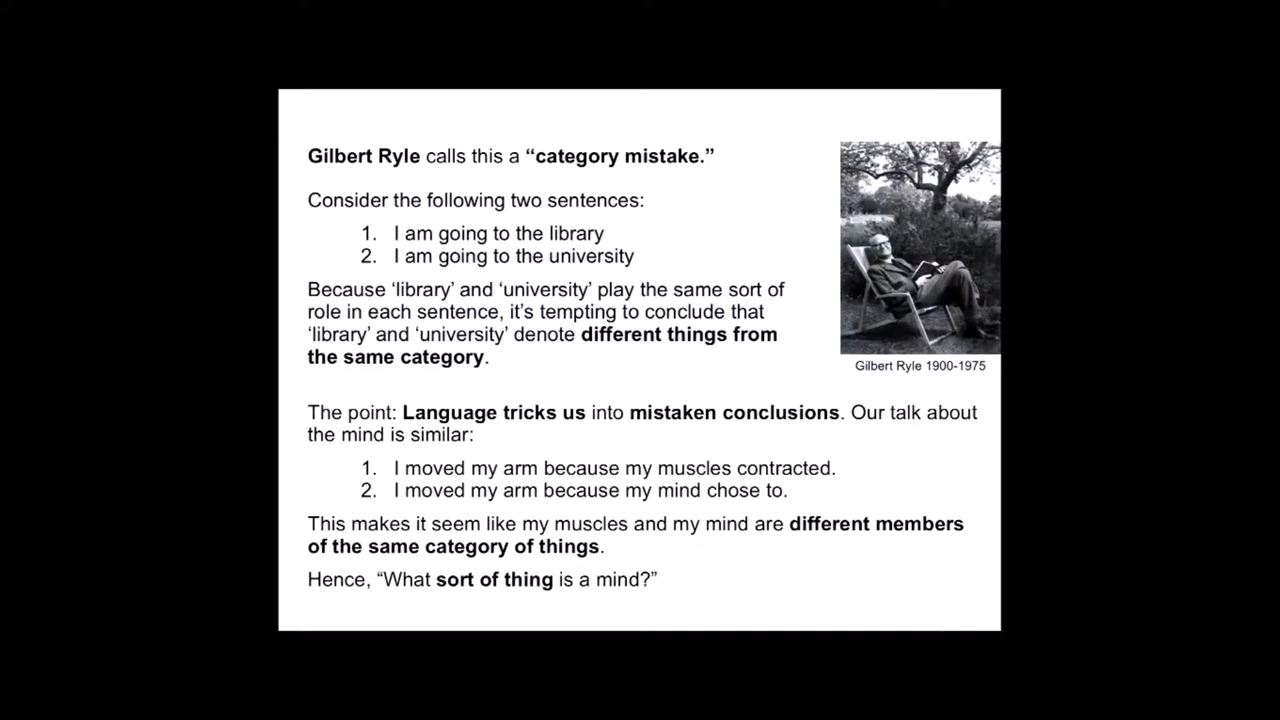 Gilbert Ryle calls this a “category mistake.”
Consider the following two sentences:
1. I am going to the library
2. I am going to the university
Because ‘library’ and ‘university’ play the same sort of
role in each sentence, it’s tempting to conclude that
‘library’ and ‘university’ denote different things from
the same category.
Gilbert Ryle 1900-1975
The point: Language tricks us into mistaken conclusions. Our talk about
the mind is similar:
1. I moved my arm because my muscles contracted.
2. I moved my arm because my mind chose to.
This makes it seem like my muscles and my mind are different members
of the same category of things.
Hence, “What sort of thing is a mind?”